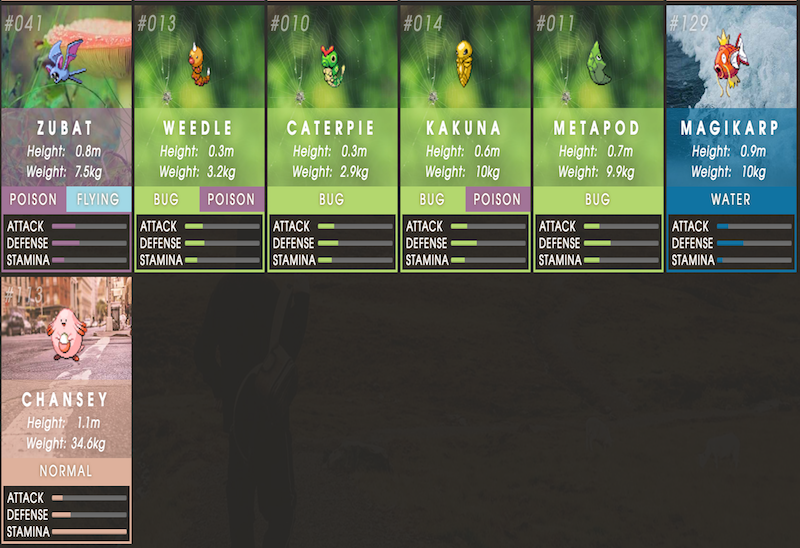 #041
ZUBAT
Height: 0.8m
Weight: 7.5kg
POISON FLYING
ATTACK
DEFENSE
STAMINA
#013
WEEDLE
Height: 0.3m
Weight: 3.2kg
BUG POISON
ATTACK
DEFENSE
STAMINA
#010
CATERPIE
Height: 0.3m
Weight: 2.9kg
BUG
ATTACK
DEFENSE
STAMINA
#014
KAKUNA
Height: 0.6m
Weight: 10kg
BUG POISON
ATTACK
DEFENSE
STAMINA
#011
METAPOD
Height: 0.7m
Weight: 9.9kg
BUG
ATTACK
DEFENSE
STAMINA
#129
MAGIKARP
Height: 0.9m
Weight: 10kg
WATER
ATTACK
DEFENSE
STAMINA
#113
CHANSEY
Height: 1.1m
Weight: 34.6kg
NORMAL
ATTACK
DEFENSE
STAMINA